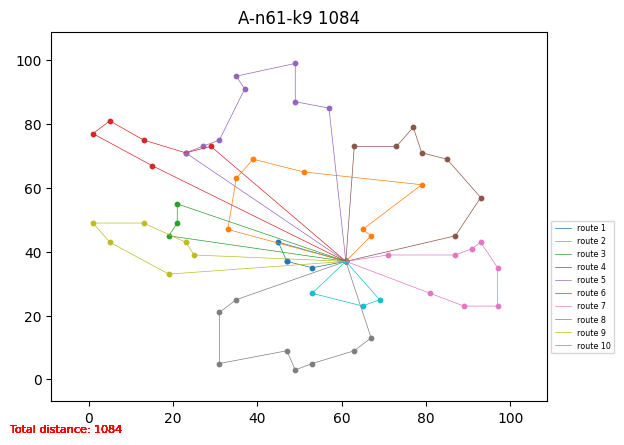 A-n61-k9 1084
100
80
60
40
20
0
0 20 40 60 80 100
route 1
route 2
route 3
route 4
route 5
route 6
route 7
route 8
route 9
route 10
Total distance: 1084